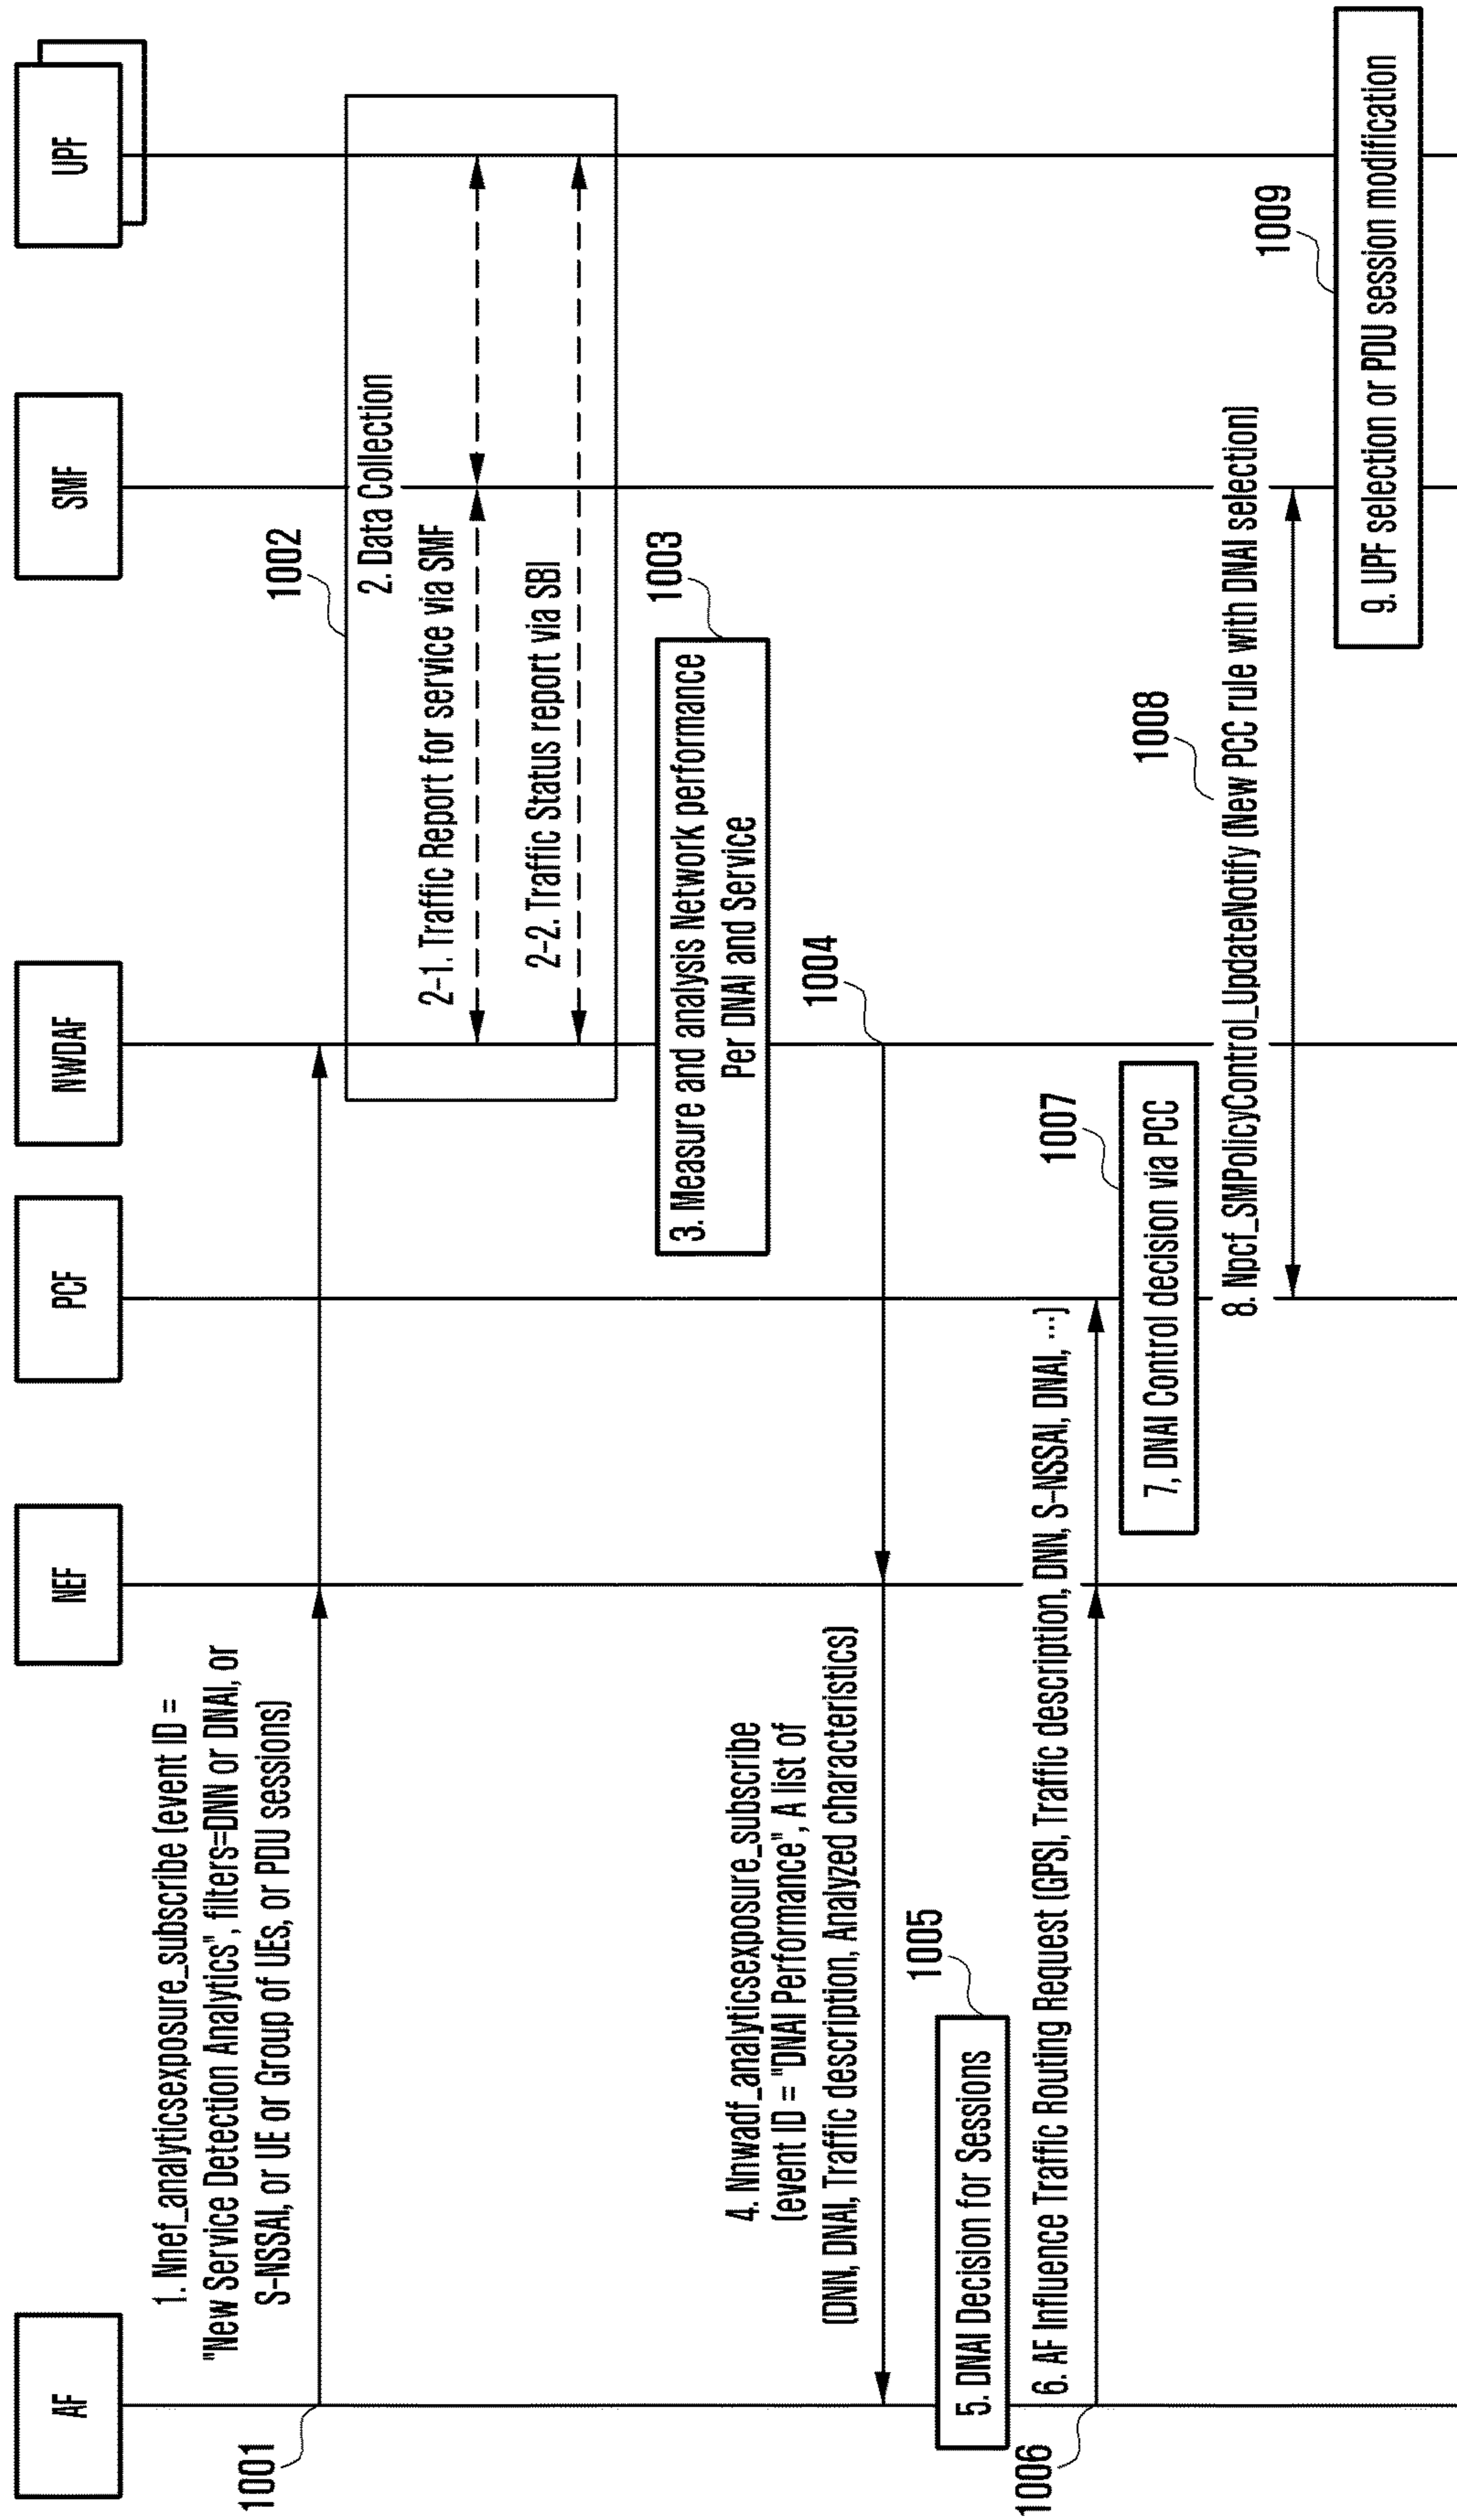 AF
NEF
PCF
NWDAF
SMF
UPF
1001
1. Nnef_analyticsexposure_subscribe (event ID =
"New Service Detection Analytics", filters=DNN or DNAI, or
S-NSSAI, or UE or Group of UEs, or PDU sessions)
1002
2. Data Collection
2-1. Traffic Report for service via SMF
2-2. Traffic Status report via SBI
1003
3. Measure and analysis Network performance
Per DNAI and Service
1004
4. Nnwadf_analyticsexposure_subscribe
(event ID = "DNAI Performance", A list of
(DNN, DNAI, Traffic description, Analyzed characteristics)
1005
5. DNAI Decision for Sessions
1006
6. AF Influence Traffic Routing Request (GPSI, Traffic description, DNN, S-NSSAI, DNAI, ...)
1007
7, DNAI Control decision via PCC
1008
8. Npcf_SMPolicyControl_UpdateNotify (New PCC rule with DNAI selection)
1009
9. UPF selection or PDU session modification